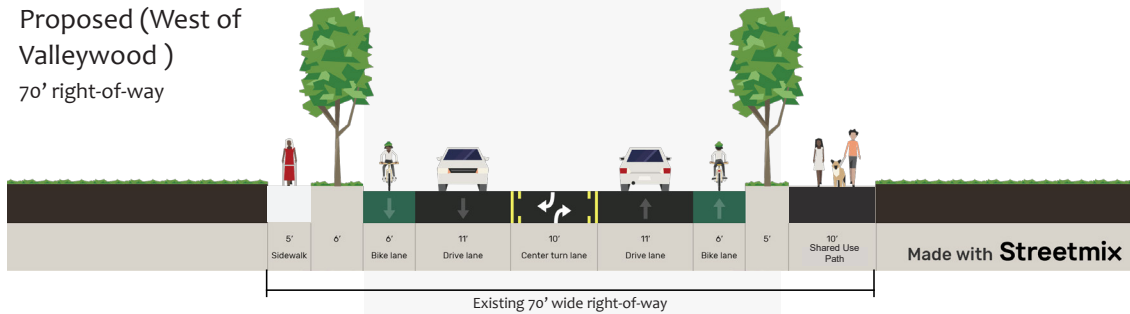 Proposed (West of
Valleywood )
70' right-of-way
5' 6' 6' 11' 10' 11' 6' 5' 10'
Sidewalk Bike lane Drive lane Center turn lane Drive lane Bike lane Shared Use
Path
Made with Streetmix
Existing 70' wide right-of-way